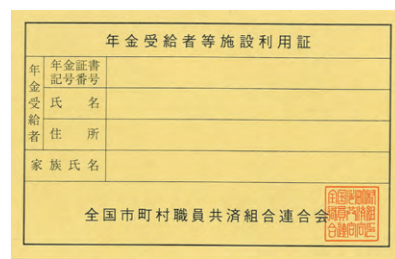 年金受給者等施設利用証
年金受給者
年金証書
記号番号
氏 名
住 所
家族氏名
全国市町村職員共済組合連合会